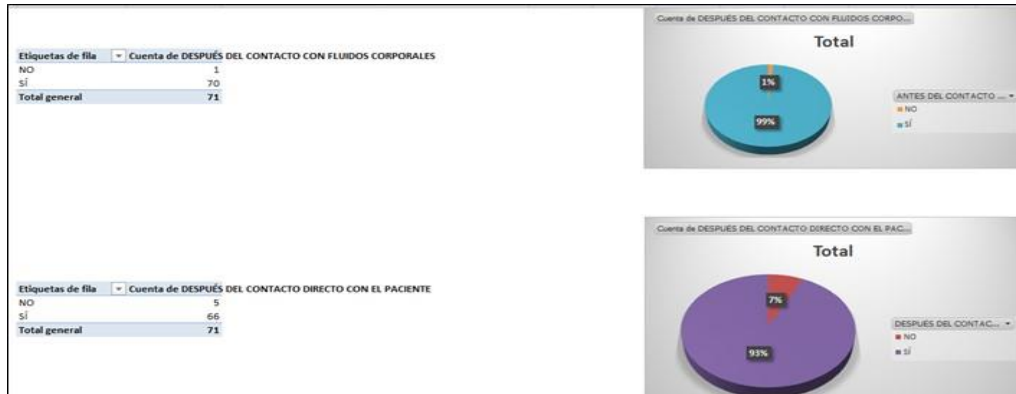 Etiquetas de fila Cuenta de DESPUÉS DEL CONTACTO CON FLUIDOS CORPORALES
NO 1
SÍ 70
Total general 71
Cuenta de DESPUÉS DEL CONTACTO CON FLUIDOS CORPO...
Total
1%
99%
ANTES DEL CONTACTO ...
NO
SÍ
Etiquetas de fila Cuenta de DESPUÉS DEL CONTACTO DIRECTO CON EL PACIENTE
NO 5
SÍ 66
Total general 71
Cuenta de DESPUÉS DEL CONTACTO DIRECTO CON EL PAC...
Total
7%
93%
DESPUÉS DEL CONTAC...
NO
SÍ